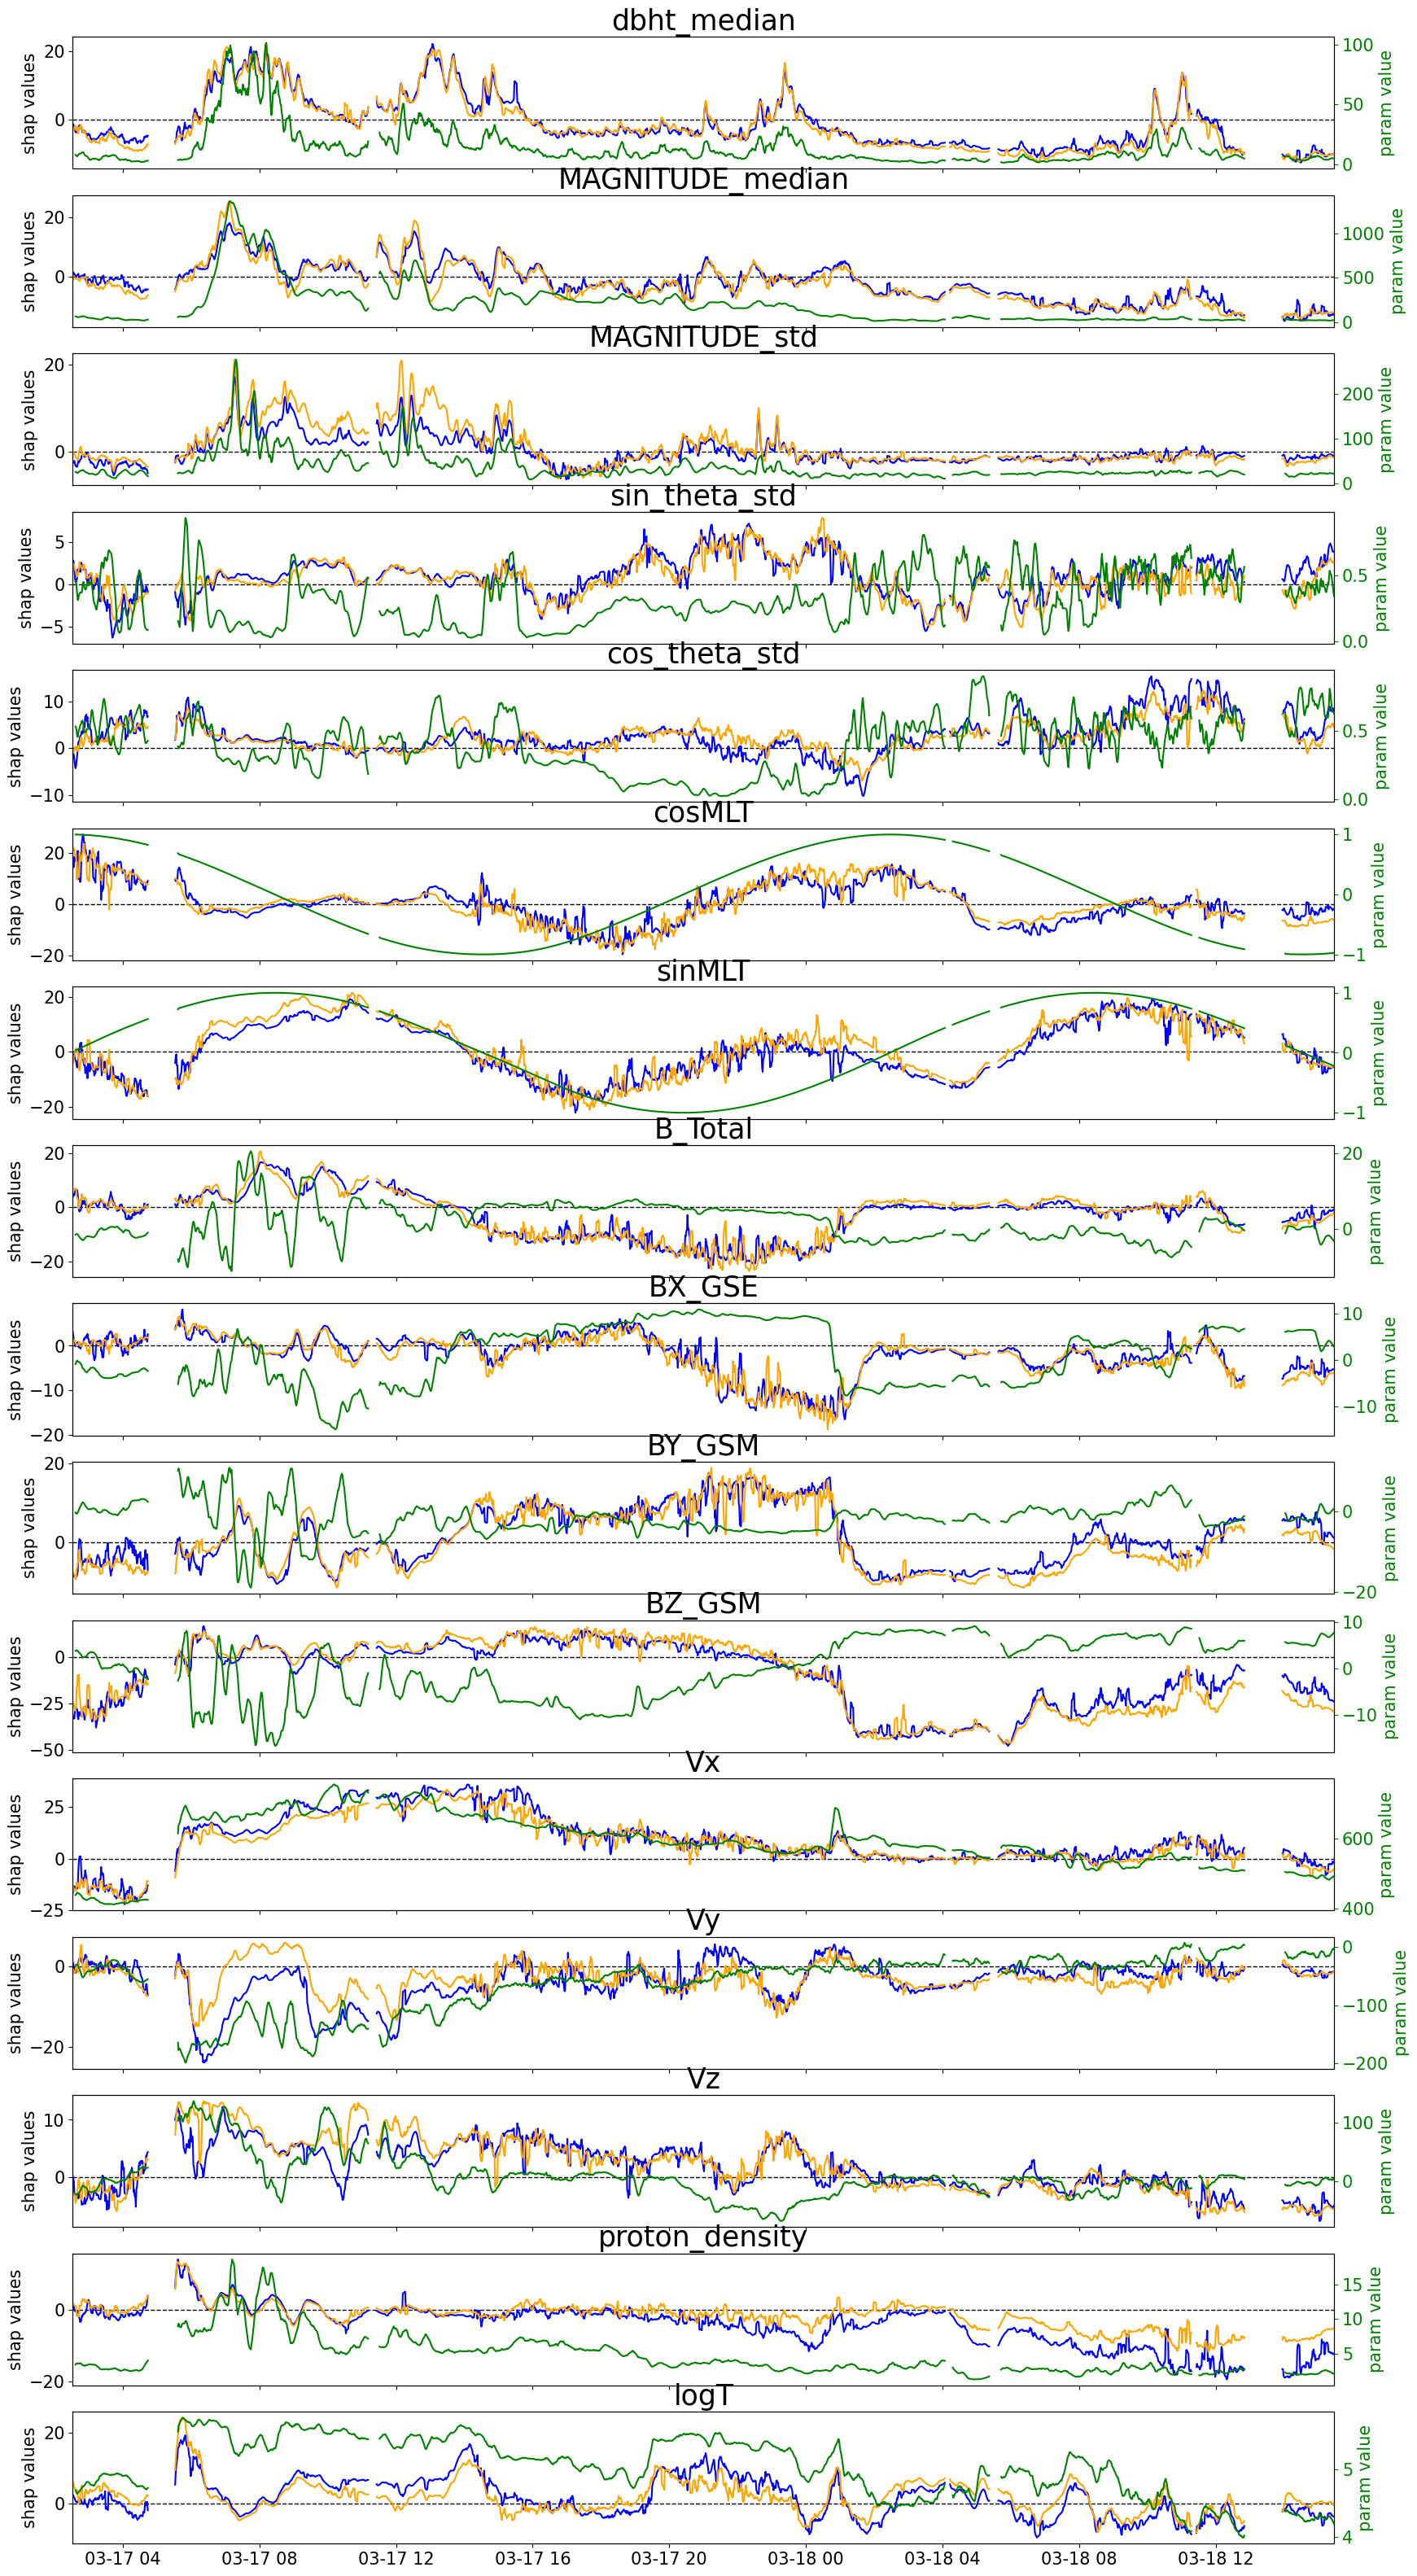 dbht_median
shap values
20
0
100
50
0
param value
MAGNITUDE_median
shap values
20
0
1000
500
0
param value
MAGNITUDE_std
shap values
20
0
200
100
0
param value
sin_theta_std
shap values
5
0
−5
0.5
0.0
param value
cos_theta_std
shap values
10
0
−10
0.5
0.0
param value
cosMLT
shap values
20
0
−20
1
0
−1
param value
sinMLT
shap values
20
0
−20
1
0
−1
param value
B_Total
shap values
20
0
−20
20
0
param value
BX_GSE
shap values
0
−10
−20
10
0
−10
param value
BY_GSM
shap values
20
0
0
−20
param value
BZ_GSM
shap values
0
−25
−50
10
0
−10
param value
Vx
shap values
25
0
−25
600
400
param value
Vy
shap values
0
−20
0
−100
−200
param value
Vz
shap values
10
0
100
0
param value
proton_density
shap values
0
−20
15
10
5
param value
logT
shap values
20
0
5
4
param value
03-17 04
03-17 08
03-17 12
03-17 16
03-17 20
03-18 00
03-18 04
03-18 08
03-18 12